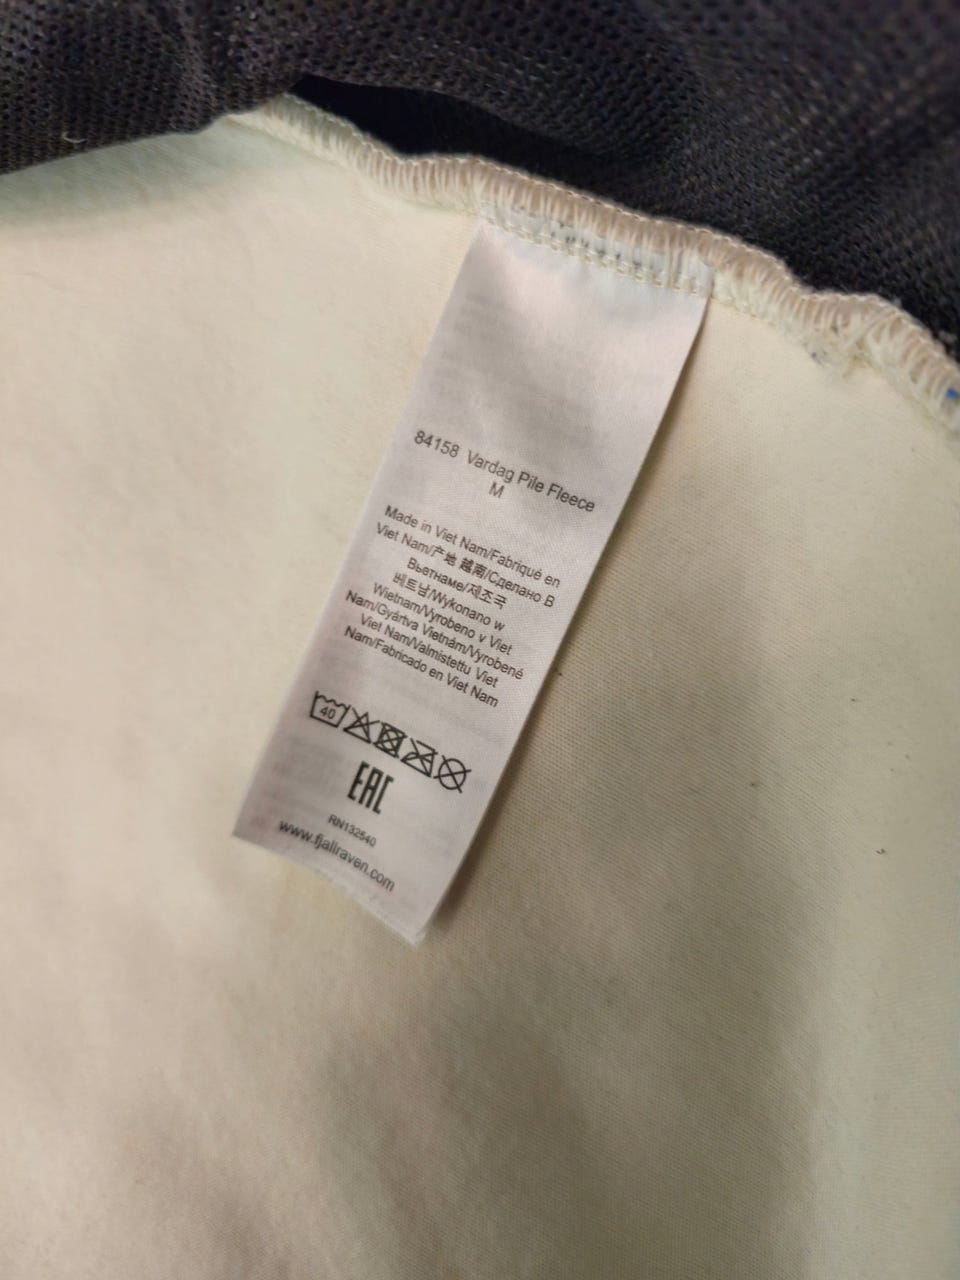 84158 Vardag Pile Fleece
M
Made in Viet Nam/Fabriqué en
Viet Nam/产地 越南/Сделано В
Вьетнаме/제조국
베트남/Wykonano w
Wietnam/Vyrobeno v Viet
Nam/Gyártva Vietnám/Vyrobené
Viet Nam/Valmistettu Viet
Nam/Fabricado en Viet Nam
40
EAC
RN132540
www.fjallraven.com